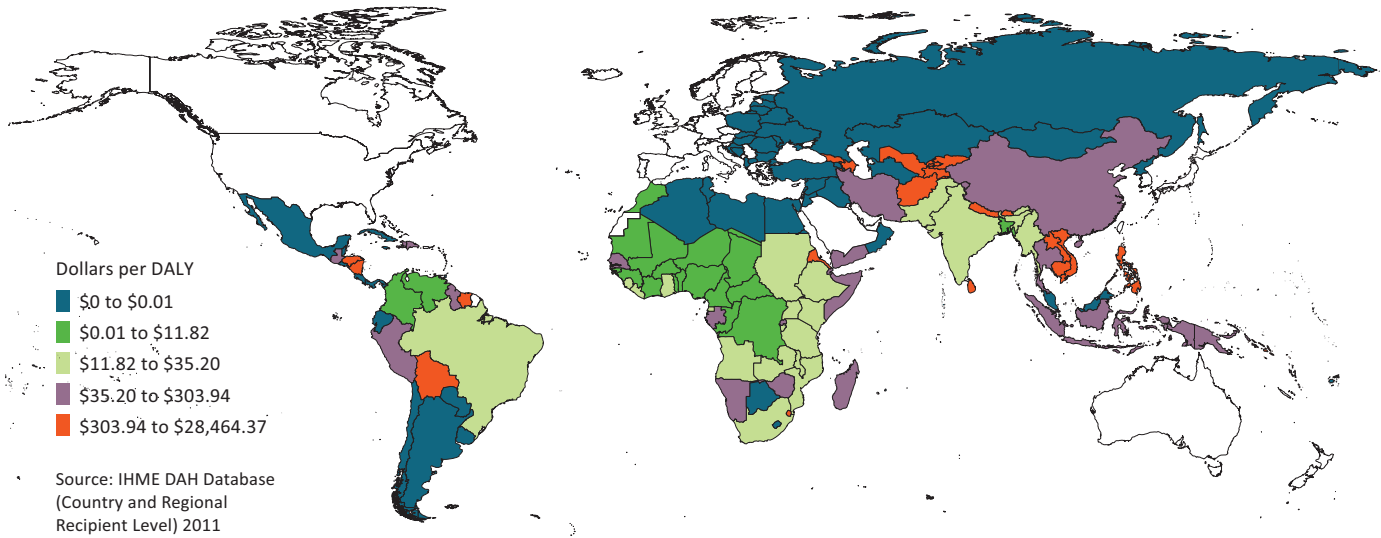 Dollars per DALY
$0 to $0.01
$0.01 to $11.82
$11.82 to $35.20
$35.20 to $303.94
$303.94 to $28,464.37
Source: IHME DAH Database
(Country and Regional
Recipient Level) 2011